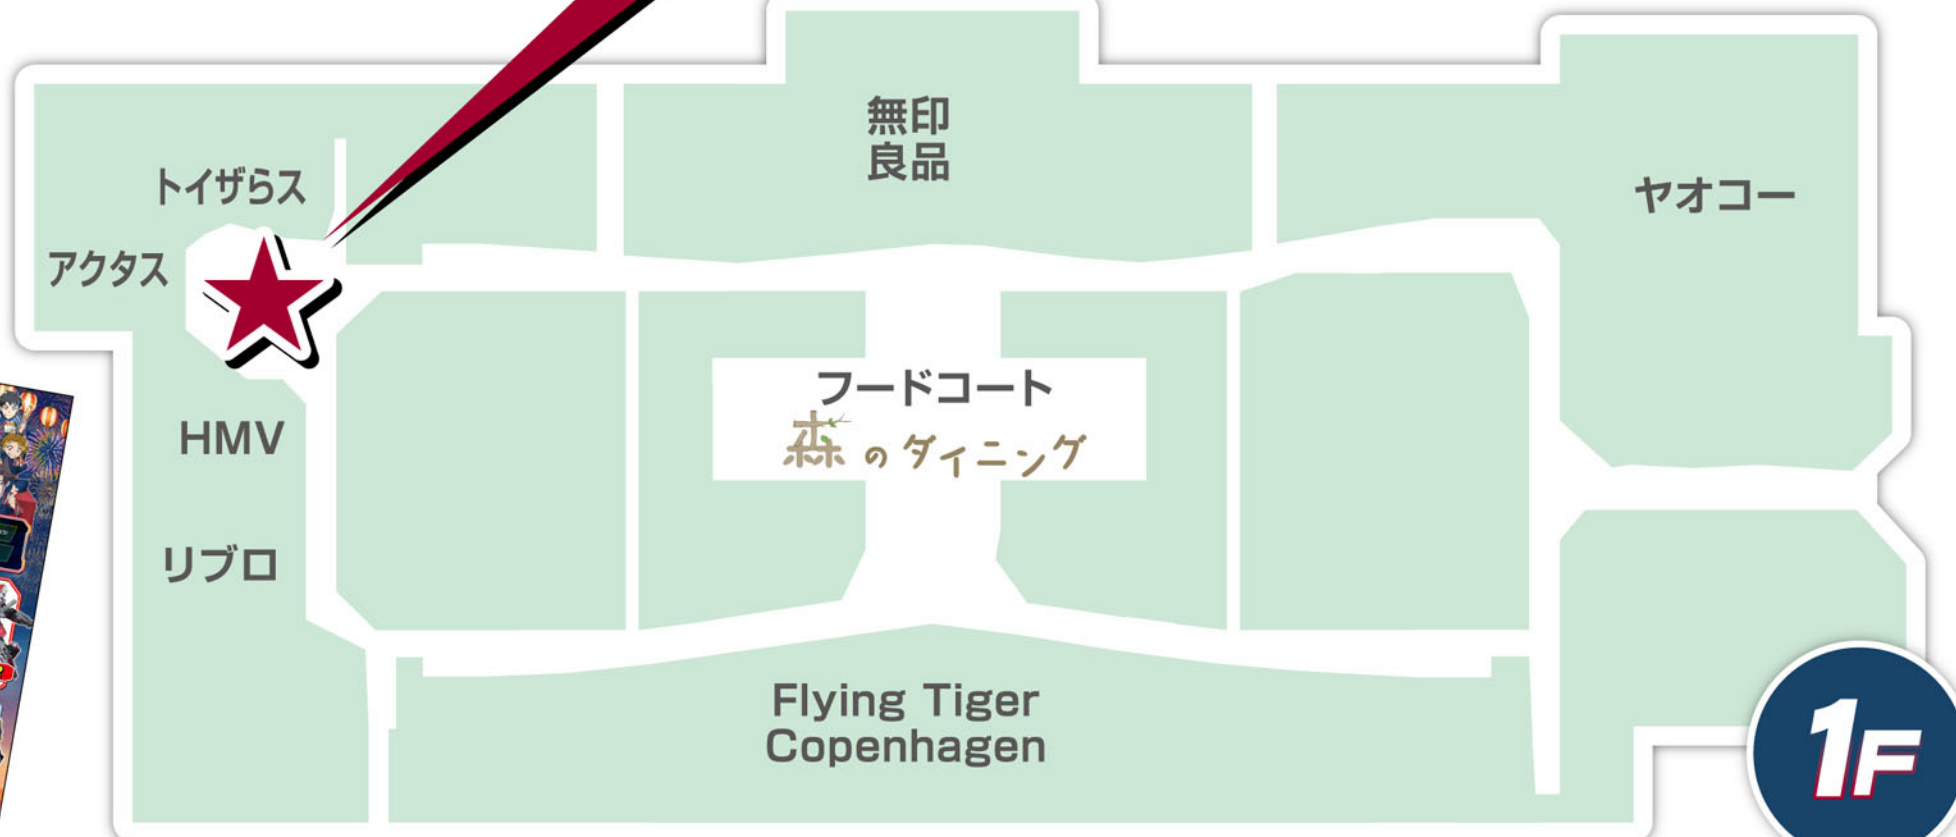 無印
良品
トイザらス
ヤオコー
アクタス
フードコート
森のダイニング
HMV
リブロ
Flying Tiger
Copenhagen
1F